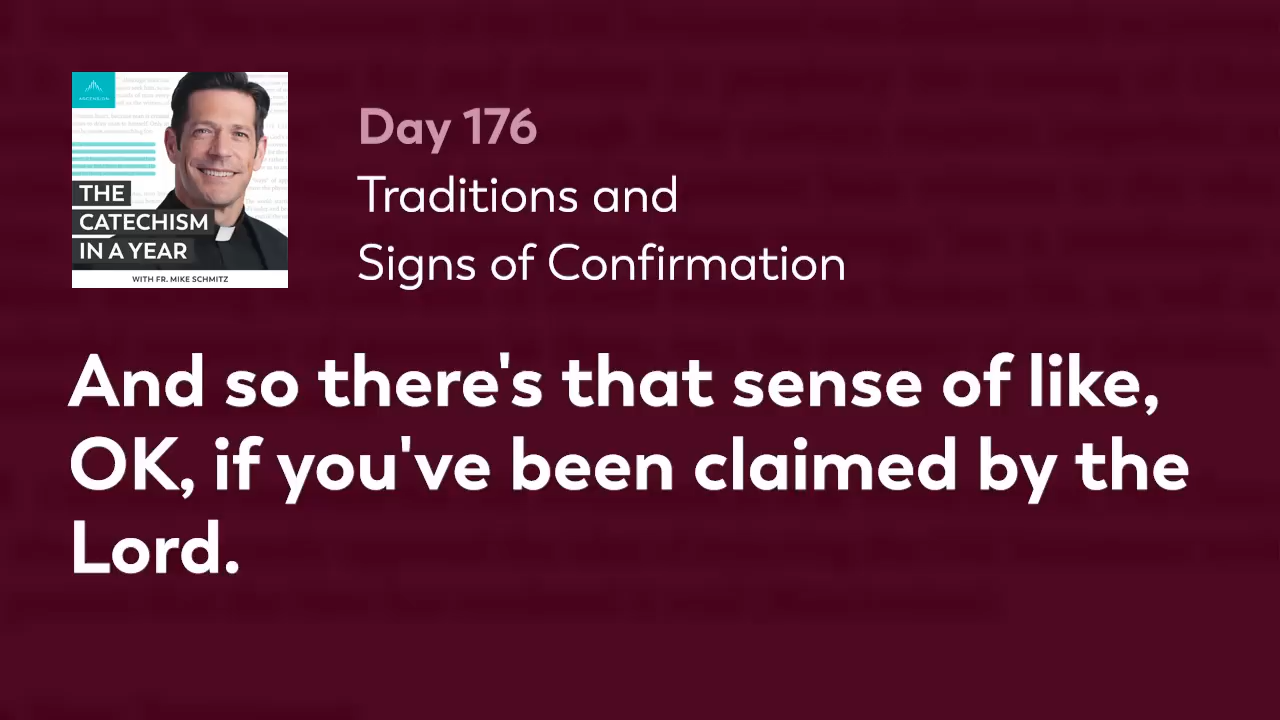 ASCENSION
THE
CATECHISM
IN A YEAR
WITH FR. MIKE SCHMITZ
Day 176
Traditions and
Signs of Confirmation
And so there's that sense of like,
OK, if you've been claimed by the
Lord.